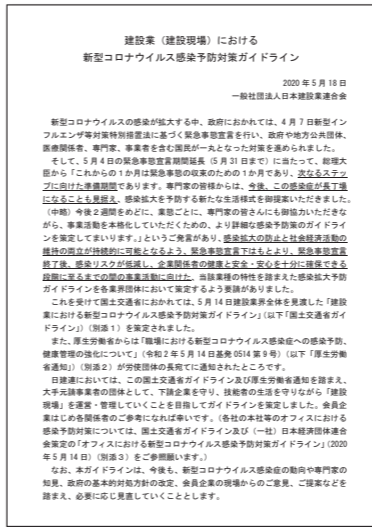 建設業（建設現場）における
新型コロナウイルス感染予防対策ガイドライン
2020 年 5 月 18 日
一般社団法人日本建設業連合会
新型コロナウイルスの感染が拡大する中、政府におかれては、4 月 7 日新型イン
フルエンザ等対策特別措置法に基づく緊急事態宣言を行い、政府や地方公共団体、
医療関係者、専門家、事業者を含む国民が一丸となった対策を進められました。
そして、5 月 4 日の緊急事態宣言期間延長（5 月 31 日まで）に当たって、総理大
臣から「これからの 1 か月は緊急事態の収束のための 1 か月であり、次なるステッ
プに向けた準備期間であります。専門家の皆様からは、今後、この感染症が長丁場
になることも見据え、感染拡大を予防する新たな生活様式を御提案いただきました。
（中略）今後 2 週間をめどに、業態ごとに、専門家の皆さんにも御協力いただきな
がら、事業活動を本格化していただくための、より詳細な感染予防策のガイドライ
ンを策定してまいります。」という発言があり、感染拡大の防止と社会経済活動の
維持の両立が持続的に可能となるよう、緊急事態宣言下はもとより、緊急事態宣言
終了後、感染リスクが低減し、企業関係者の健康と安全・安心を十分に確保できる
段階に至るまでの間の事業活動に向けた、当該業種の特性を踏まえた感染拡大予防
ガイドラインを各業界団体において策定するよう要請がありました。
これを受けて国土交通省におかれては、5 月 14 日建設業界全体を見渡した「建設
業における新型コロナウイルス感染予防対策ガイドライン」（以下「国土交通省ガイ
ドライン」）（別添 1）を策定されました。
また、厚生労働省からは「職場における新型コロナウイルス感染症への感染予防、
健康管理の強化について」（令和 2 年 5 月 14 日基発 0514 第 9 号）（以下「厚生労働
省通知」）（別添 2）が労使団体の長宛てに通知されたところです。
日建連においては、この国土交通省ガイドライン及び厚生労働省通知を踏まえ、
大手元請事業者の団体として、下請企業を守り、技能者の生活を守りながら「建設
現場」を運営・管理していくことを目指してガイドラインを策定しました。会員企
業はじめ各関係者のご参考になれば幸いです。（各社の本社等のオフィスにおける
感染予防対策については、国土交通省ガイドライン及び（一社）日本経済団体連合
会策定の「オフィスにおける新型コロナウイルス感染予防対策ガイドライン」（2020
年 5 月 14 日）（別添 3）をご参照願います。）
なお、本ガイドラインは、今後も、新型コロナウイルス感染症の動向や専門家の
知見、政府の基本的対処方針の改定、会員企業の現場からのご意見、ご提案などを
踏まえ、必要に応じ見直していくこととします。